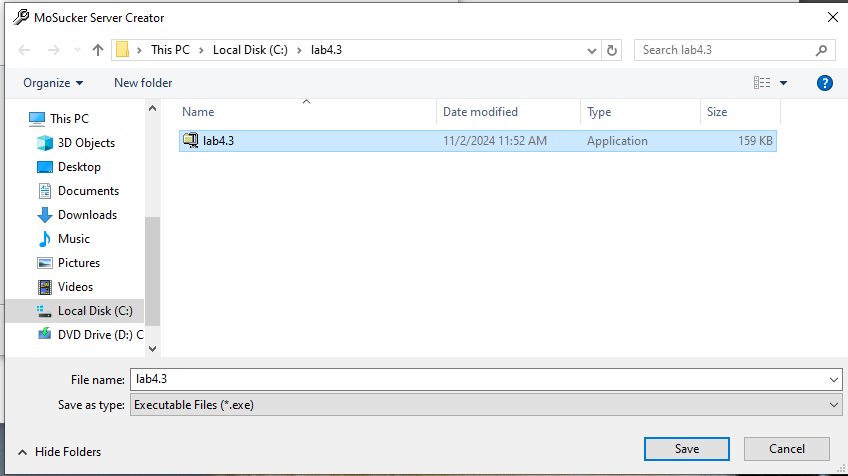 MoSucker Server Creator
This PC > Local Disk (C:) > lab4.3
Search lab4.3
Organize
New folder
?
Name
Date modified
Type
Size
lab4.3
11/2/2024 11:52 AM
Application
159 KB
This PC
3D Objects
Desktop
Documents
Downloads
Music
Pictures
Videos
Local Disk (C:)
DVD Drive (D:) C
File name:
lab4.3
Save as type:
Executable Files (*.exe)
Hide Folders
Save
Cancel